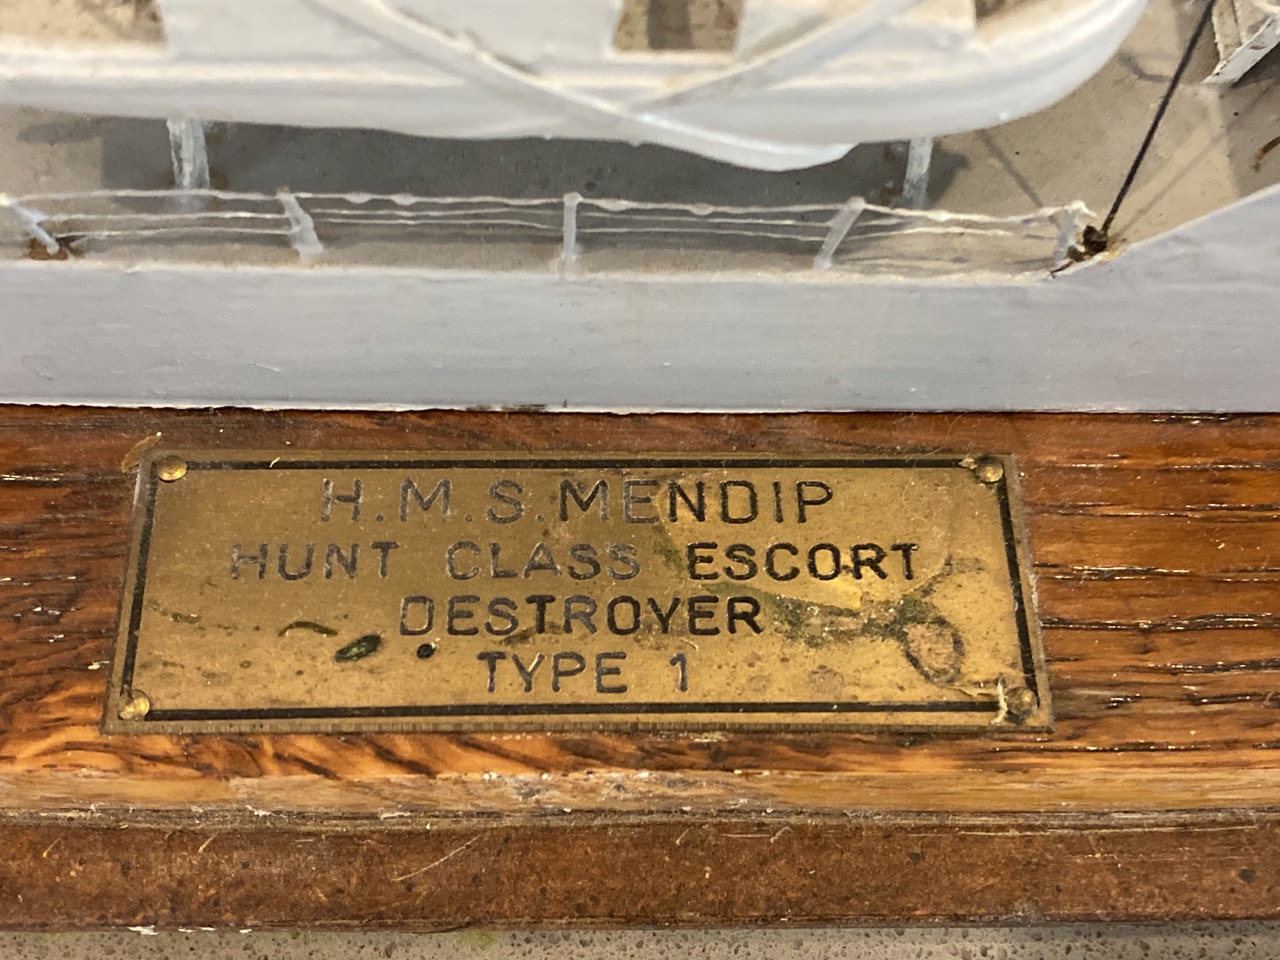 H.M.S. MENDIP
HUNT CLASS ESCORT
DESTROYER
TYPE 1